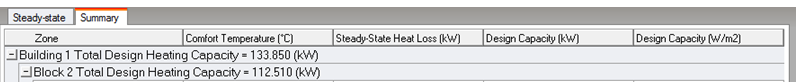 Steady-state Summary
Zone Comfort Temperature (°C) Steady-State Heat Loss (kW) Design Capacity (kW) Design Capacity (W/m2)
Building 1 Total Design Heating Capacity = 133.850 (kW)
Block 2 Total Design Heating Capacity = 112.510 (kW)